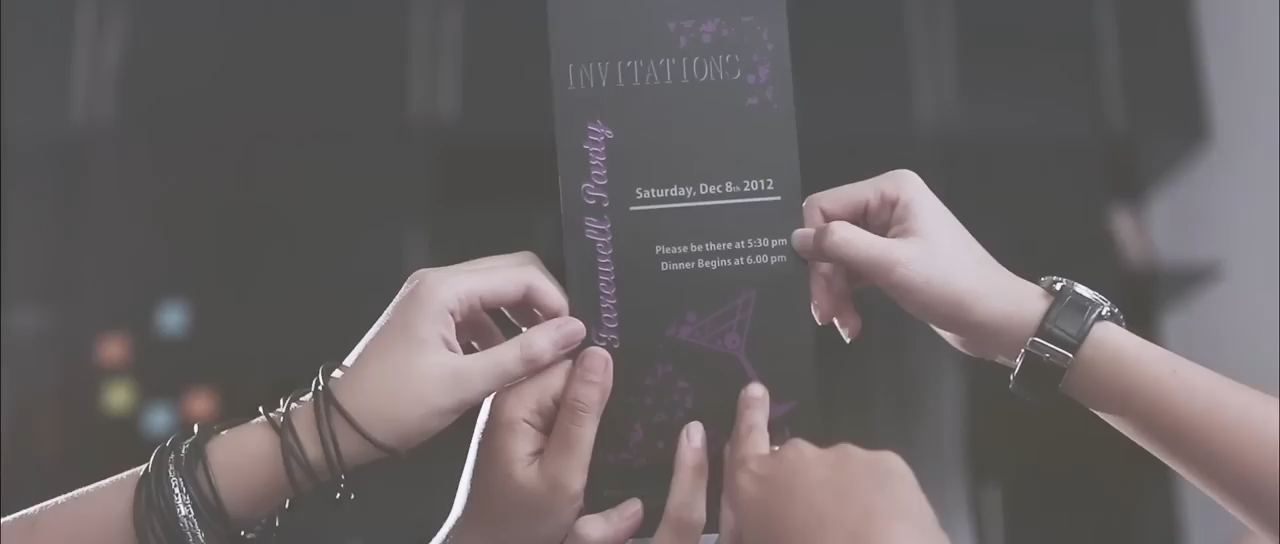 INVITATIONS
Farewell Party
Saturday, Dec 8th 2012
Please be there at 5:30 pm
Dinner Begins at 6.00 pm